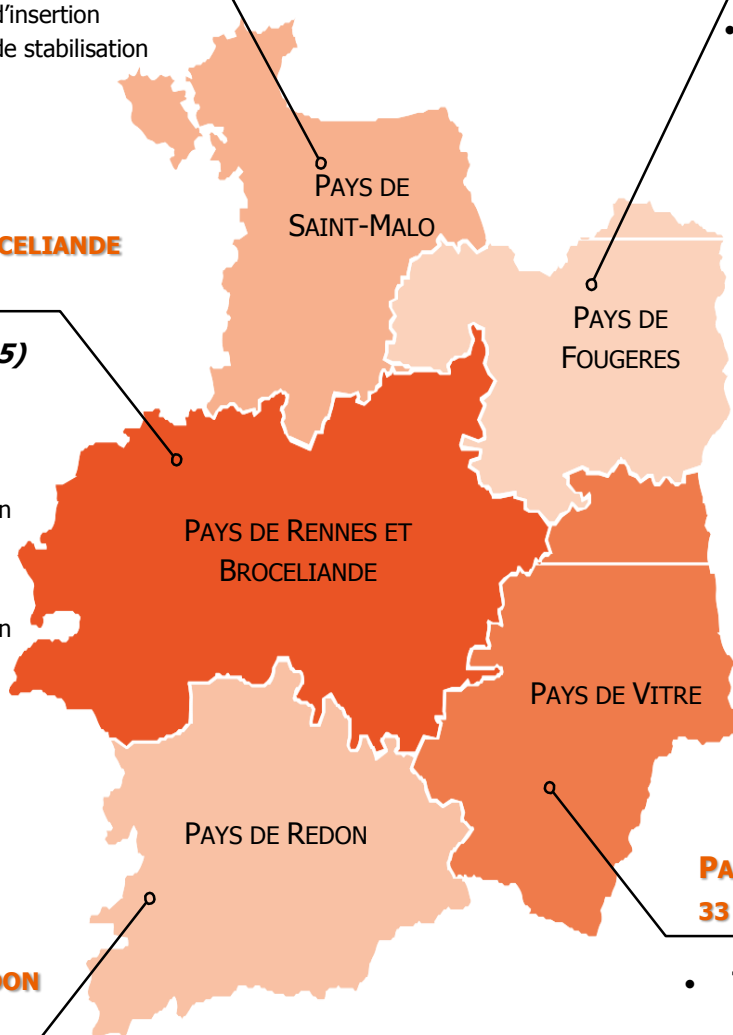 d’insertion
de stabilisation
PAYS DE
SAINT-MALO
CELIANDE
PAYS DE
FOUGERES
5)
n
PAYS DE RENNES ET
BROCELIANDE
n
PAYS DE VITRE
PAYS DE REDON
PA
33
DON